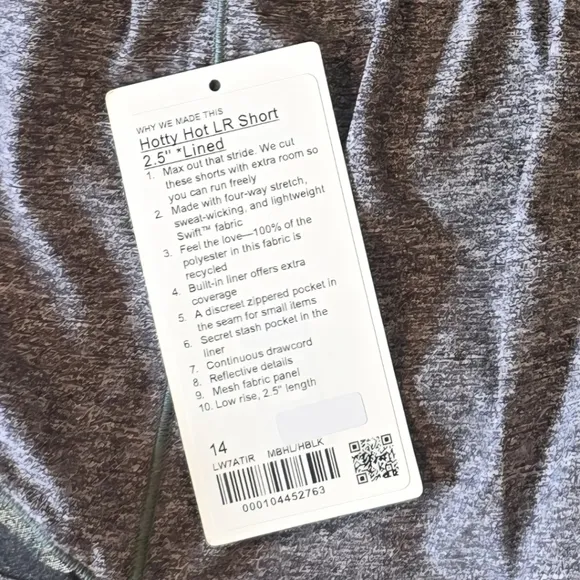 WHY WE MADE THIS
Hotty Hot LR Short
2.5" *Lined
1. Max out that stride. We cut
these shorts with extra room so
you can run freely
2. Made with four-way stretch,
sweat-wicking, and lightweight
Swift™ fabric
3. Feel the love—100% of the
polyester in this fabric is
recycled
4. Built-in liner offers extra
coverage
5. A discreet zippered pocket in
the seam for small items
6. Secret stash pocket in the
liner
7. Continuous drawcord
8. Reflective details
9. Mesh fabric panel
10. Low rise, 2.5" length
14
LW7ATIR MBHU/HBLK
000104452763